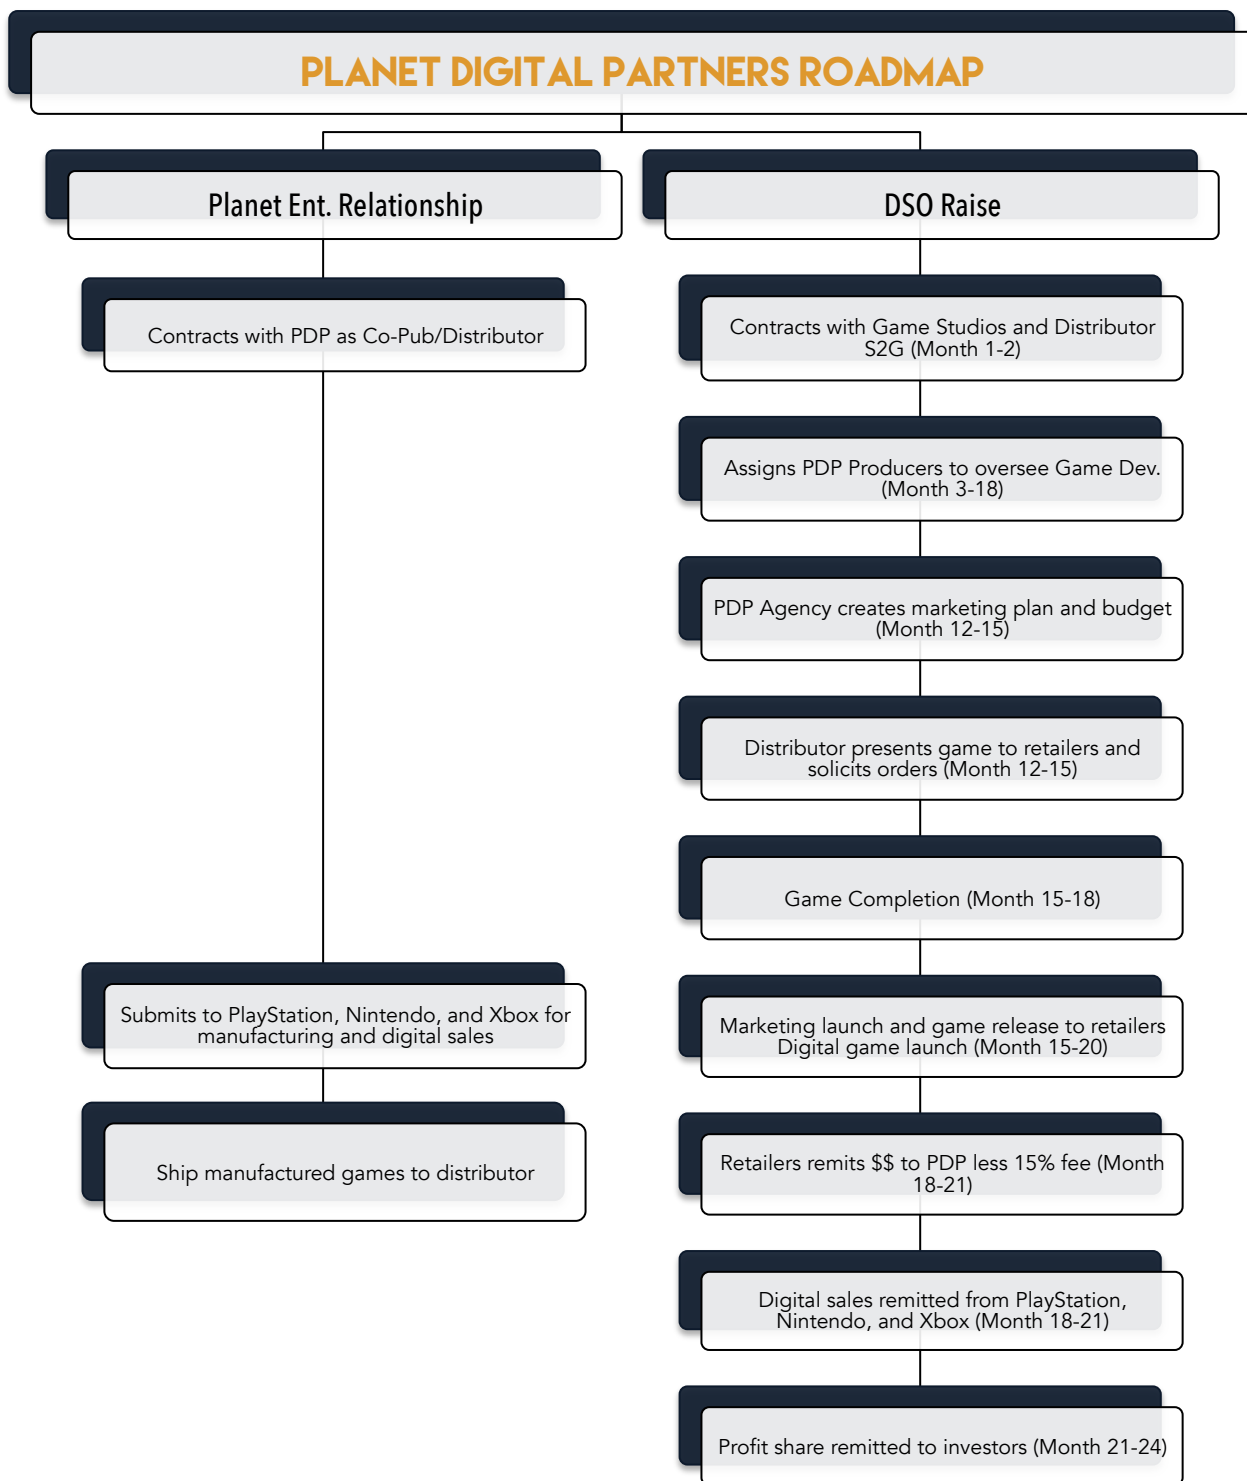 PLANET DIGITAL PARTNERS ROADMAP
Planet Ent. Relationship
Contracts with PDP as Co-Pub/Distributor
Submits to PlayStation, Nintendo, and Xbox for
manufacturing and digital sales
Ship manufactured games to distributor
DSO Raise
Contracts with Game Studios and Distributor
S2G (Month 1-2)
Assigns PDP Producers to oversee Game Dev.
(Month 3-18)
PDP Agency creates marketing plan and budget
(Month 12-15)
Distributor presents game to retailers and
solicits orders (Month 12-15)
Game Completion (Month 15-18)
Marketing launch and game release to retailers
Digital game launch (Month 15-20)
Retailers remits $$ to PDP less 15% fee (Month
18-21)
Digital sales remitted from PlayStation,
Nintendo, and Xbox (Month 18-21)
Profit share remitted to investors (Month 21-24)